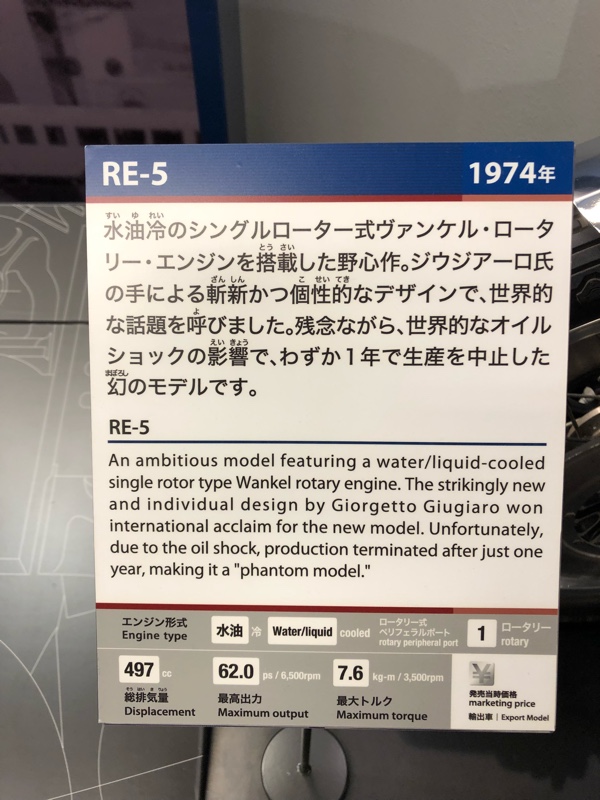 RE-5
1974年
水油冷のシングルローター式ヴァンケル・ロータ
リー・エンジンを搭載した野心作。ジウジアーロ氏
の手による斬新かつ個性的なデザインで、世界的
な話題を呼びました。残念ながら、世界的なオイル
ショックの影響で、わずか1年で生産を中止した
幻のモデルです。
RE-5
An ambitious model featuring a water/liquid-cooled
single rotor type Wankel rotary engine. The strikingly new
and individual design by Giorgetto Giugiaro won
international acclaim for the new model. Unfortunately,
due to the oil shock, production terminated after just one
year, making it a "phantom model."
エンジン形式
Engine type
水油 冷 Water/liquid cooled
ロータリー式
ペリフェラルポート
rotary peripheral port
1 ロータリー
rotary
497 cc
総排気量
Displacement
62.0 ps / 6,500rpm
最高出力
Maximum output
7.6 kg-m / 3,500rpm
最大トルク
Maximum torque
¥
発売当時価格
marketing price
輸出車 | Export Model